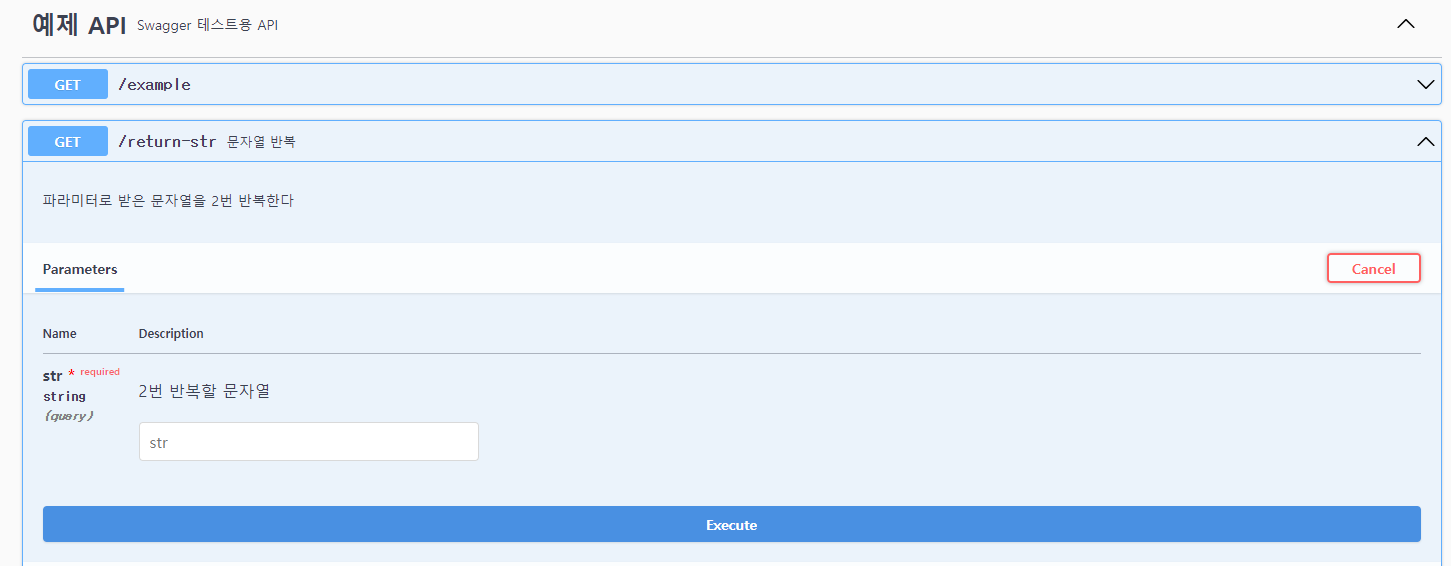 예제 API Swagger 테스트용 API
GET /example
GET /return-str 문자열 반복
파라미터로 받은 문자열을 2번 반복한다
Parameters
Cancel
Name Description
str * required
string
(query)
2번 반복할 문자열
str
Execute